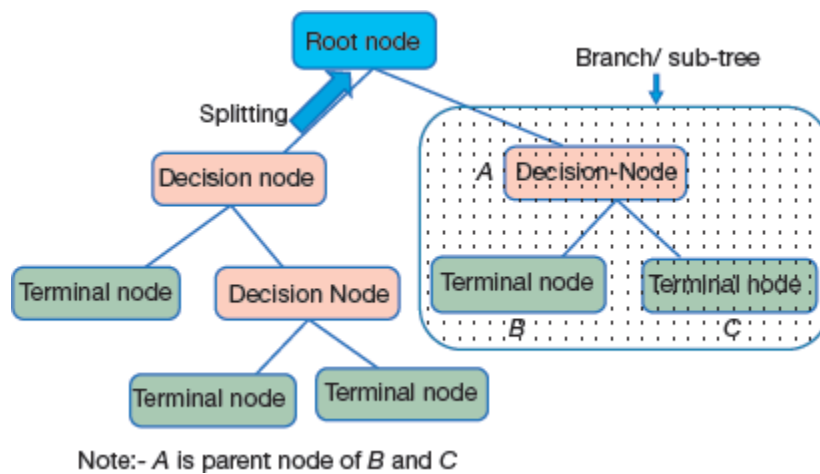 Root node
Branch/ sub-tree
Splitting
Decision node
A
Decision-Node
Terminal node
Decision Node
Terminal node
Terminal node
B
C
Terminal node
Terminal node
Note:- A is parent node of B and C